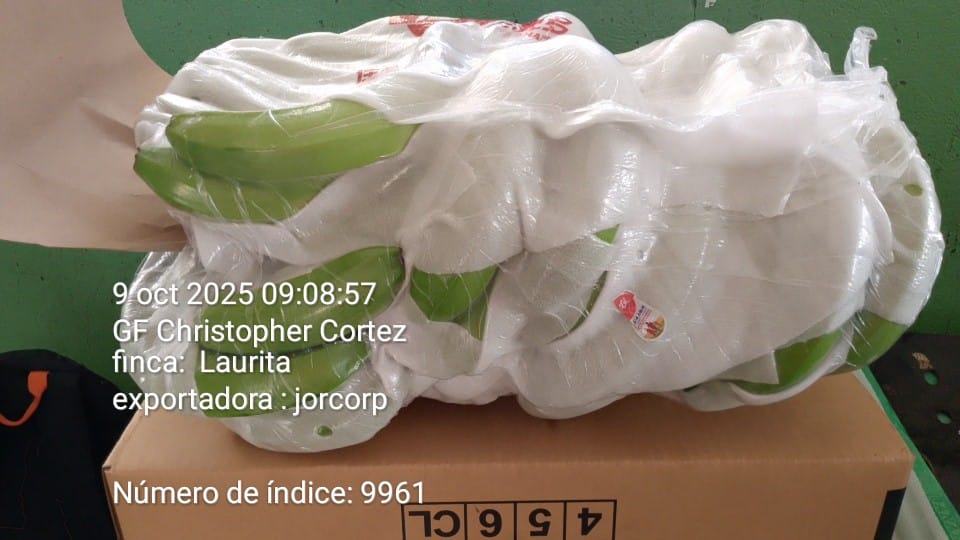 9 oct 2025 09:08:57
GF Christopher Cortez
finca: Laurita
exportadora : jorcorp
Número de índice: 9961
4 5 6 CL